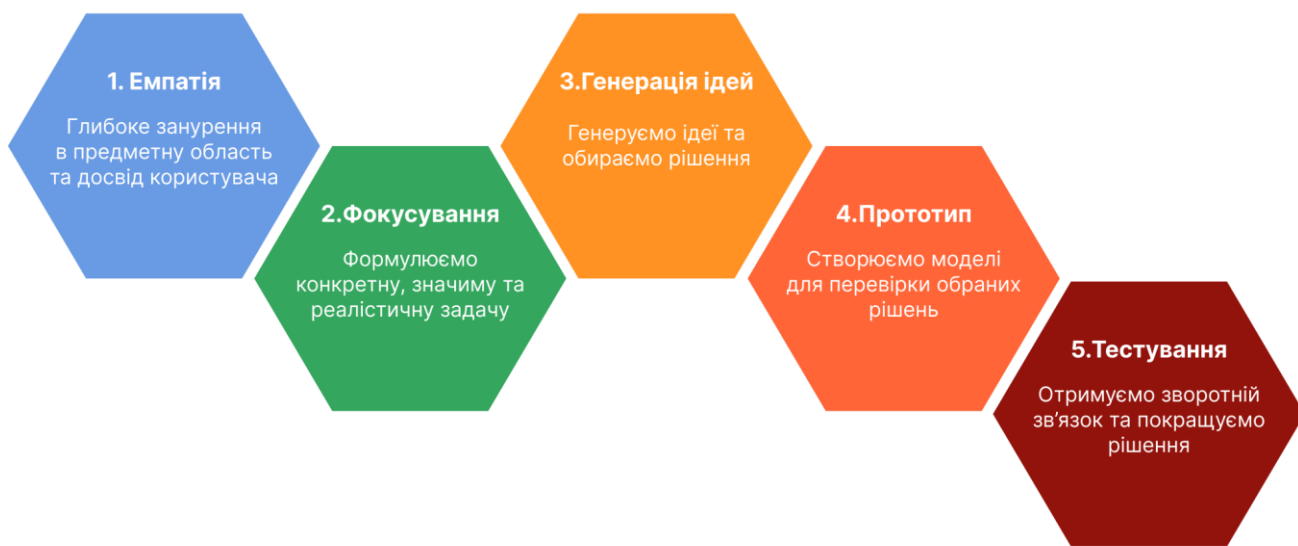 1. Емпатія
Глибоке занурення
в предметну область
та досвід користувача
2.Фокусування
Формулюємо
конкретну, значиму та
реалістичну задачу
3.Генерація ідей
Генеруємо ідеї та
обираємо рішення
4.Прототип
Створюємо моделі
для перевірки обраних
рішень
5.Тестування
Отримуємо зворотній
зв’язок та покращуємо
рішення